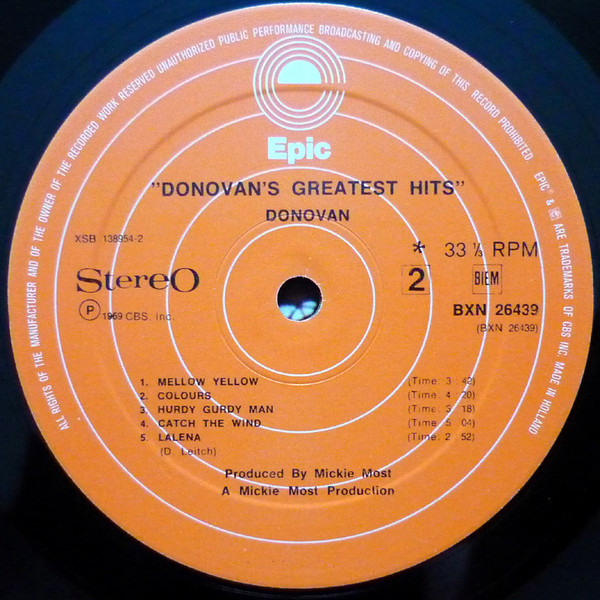 ALL RIGHTS OF THE MANUFACTURER AND OF THE OWNER OF THE RECORDED WORK RESERVED UNAUTHORIZED PUBLIC PERFORMANCE BROADCASTING AND COPYING OF THIS RECORD PROHIBITED. EPIC® & ARE TRADEMARKS OF CBS INC. MADE IN HOLLAND
Epic
"DONOVAN'S GREATEST HITS"
DONOVAN
XSB 138954-2
* 33 ⅓ RPM
Stereo
2 BIEM
℗ 1969 CBS. Inc.
BXN 26439
(BXN 26439)
1. MELLOW YELLOW (Time: 3 42)
2. COLOURS (Time: 4 20)
3. HURDY GURDY MAN (Time: 3 18)
4. CATCH THE WIND (Time: 5 04)
5. LALENA (Time: 2 52)
(D. Leitch)
Produced By Mickie Most
A Mickie Most Production